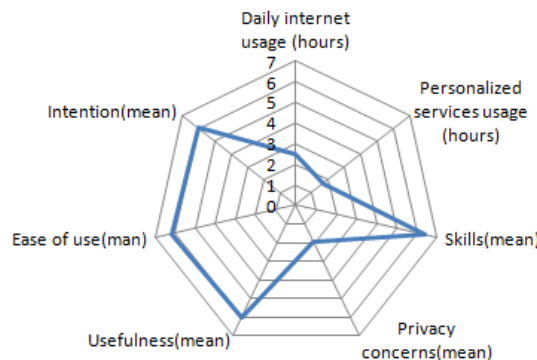 Daily internet
usage (hours)
7
6
5
4
3
2
1
0
Personalized
services usage
(hours)
Skills(mean)
Privacy
concerns(mean)
Usefulness(mean)
Ease of use(man)
Intention(mean)